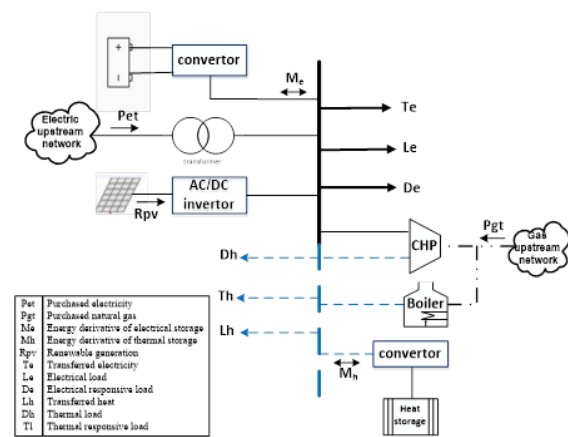 +
convertor
Me
Electric
upstream
network
Pet
transformer
Te
Le
De
Rpv
AC/DC
invertor
CHP
Pgt
Gas
upstream
network
Dh
Th
Boiler
Lh
Mh
convertor
Heat
storage
Pet Purchased electricity
Pgt Purchased natural gas
Me Energy derivative of electrical storage
Mh Energy derivative of thermal storage
Rpv Renewable generation
Te Transferred electricity
Le Electrical load
De Electrical responsive load
Lh Transferred heat
Dh Thermal load
Tl Thermal responsive load